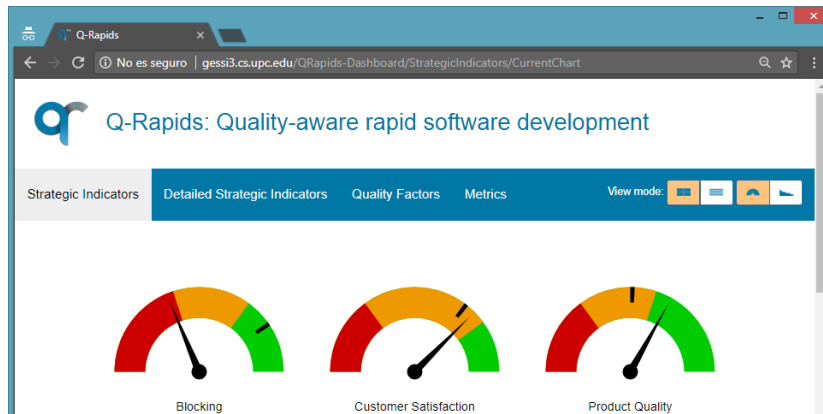 Q-Rapids
No es seguro | gessi3.cs.upc.edu/QRapids-Dashboard/StrategicIndicators/CurrentChart
qr Q-Rapids: Quality-aware rapid software development
Strategic Indicators Detailed Strategic Indicators Quality Factors Metrics View mode:
Blocking Customer Satisfaction Product Quality